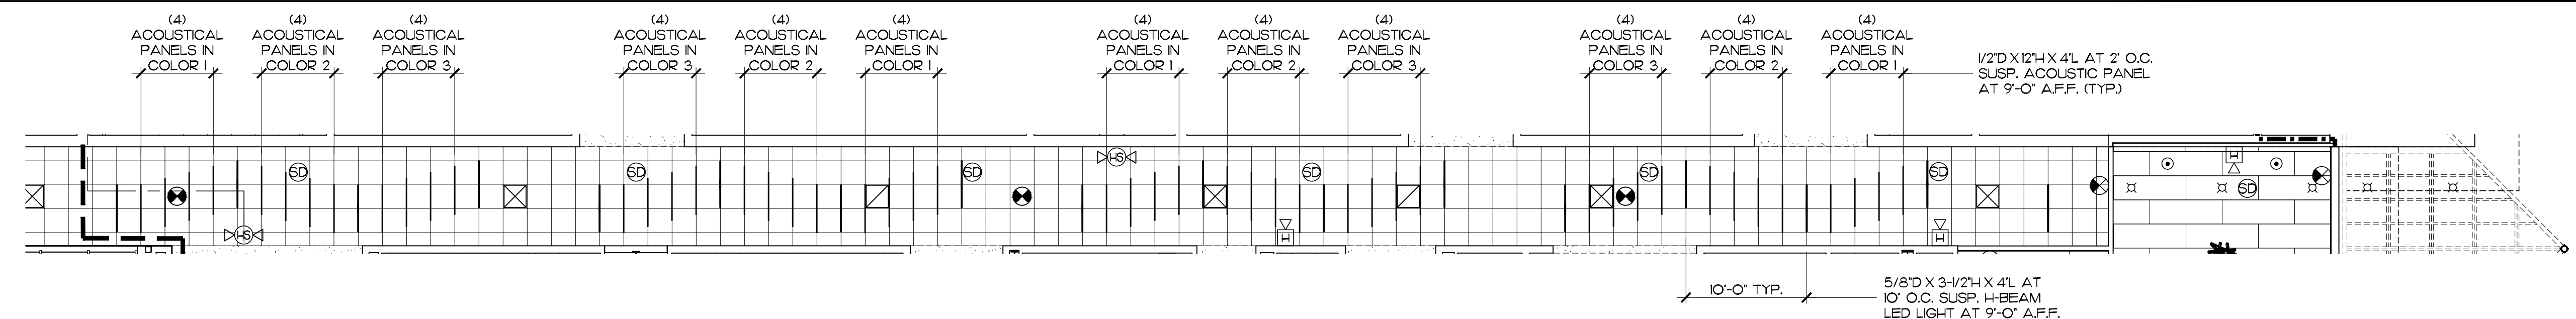 (4)
ACOUSTICAL
PANELS IN
COLOR 1
(4)
ACOUSTICAL
PANELS IN
COLOR 2
(4)
ACOUSTICAL
PANELS IN
COLOR 3
(4)
ACOUSTICAL
PANELS IN
COLOR 3
(4)
ACOUSTICAL
PANELS IN
COLOR 2
(4)
ACOUSTICAL
PANELS IN
COLOR 1
(4)
ACOUSTICAL
PANELS IN
COLOR 1
(4)
ACOUSTICAL
PANELS IN
COLOR 2
(4)
ACOUSTICAL
PANELS IN
COLOR 3
(4)
ACOUSTICAL
PANELS IN
COLOR 3
(4)
ACOUSTICAL
PANELS IN
COLOR 2
(4)
ACOUSTICAL
PANELS IN
COLOR 1
1/2"D X 12"H X 4'L AT 2' O.C.
SUSP. ACOUSTIC PANEL
AT 9'-0" A.F.F. (TYP.)
HS
H
SD
SD
SD
SD
SD
SD
SD
HS
H
H
10'-0" TYP.
5/8"D X 3-1/2"H X 4'L AT
10' O.C. SUSP. H-BEAM
LED LIGHT AT 9'-0" A.F.F.